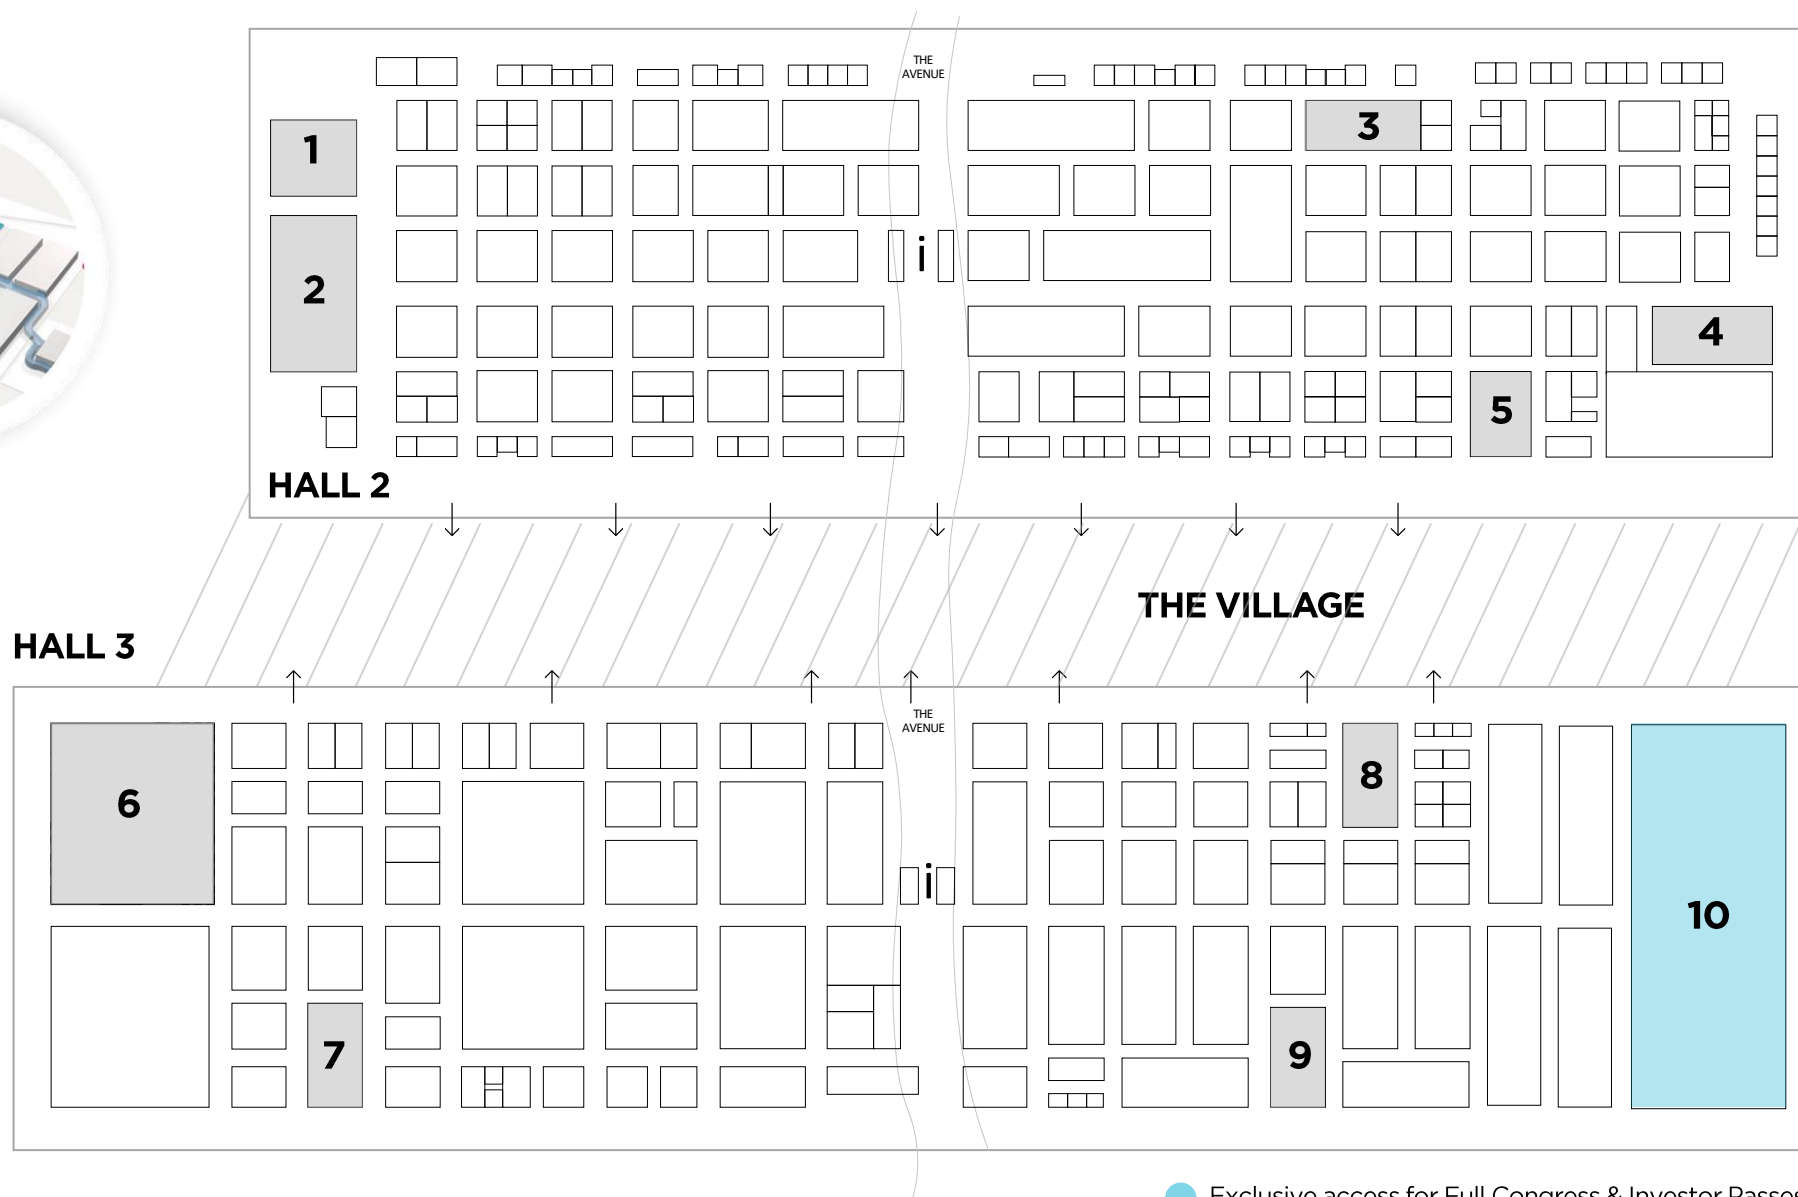 THE
AVENUE
1
3
2
i
4
5
HALL 2
THE VILLAGE
HALL 3
THE
AVENUE
6
8
i
10
7
9
Exclusive access for Full Congress & Investor Passes